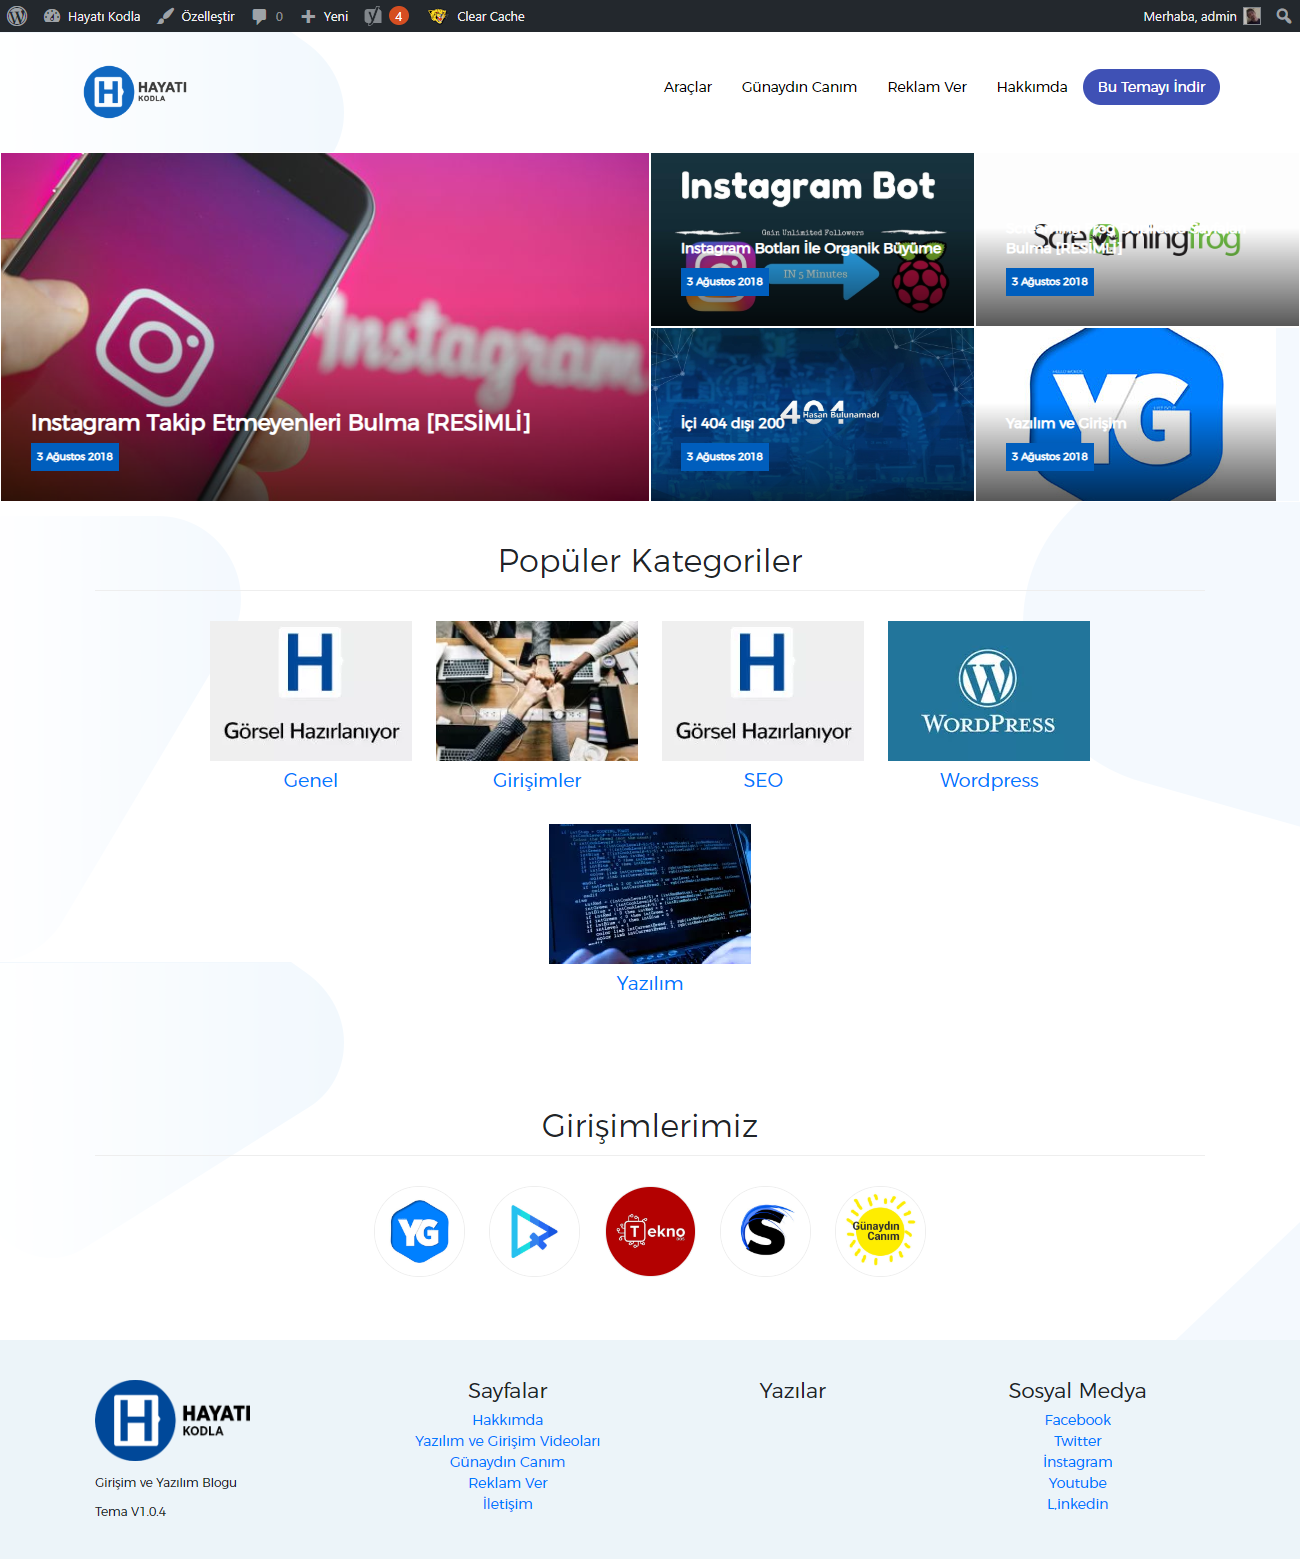 Hayatı Kodla
Özelleştir
0
Yeni
4
Clear Cache
Merhaba, admin
HAYATI
KODLA
Araçlar
Günaydın Canım
Reklam Ver
Hakkımda
Bu Temayı İndir
Instagram
Instagram Takip Etmeyenleri Bulma [RESİMLİ]
3 Ağustos 2018
Instagram Bot
Gain Unlimited Followers
Instagram Botları İle Organik Büyüme
IN 5 Minutes
3 Ağustos 2018
Screamingfrog
Bulma [RESİMLİ]
3 Ağustos 2018
404
Hasan Bulunamadı
İçi 404 dışı 200
3 Ağustos 2018
YG
Yazılım ve Girişim
3 Ağustos 2018
Popüler Kategoriler
H
Görsel Hazırlanıyor
Genel
Girişimler
H
Görsel Hazırlanıyor
SEO
WORDPRESS
Wordpress
Yazılım
Girişimlerimiz
YG
Tekno
S
Günaydın
Canım
HAYATI
KODLA
Girişim ve Yazılım Blogu
Tema V1.0.4
Sayfalar
Hakkımda
Yazılım ve Girişim Videoları
Günaydın Canım
Reklam Ver
İletişim
Yazılar
Sosyal Medya
Facebook
Twitter
İnstagram
Youtube
L,inkedin